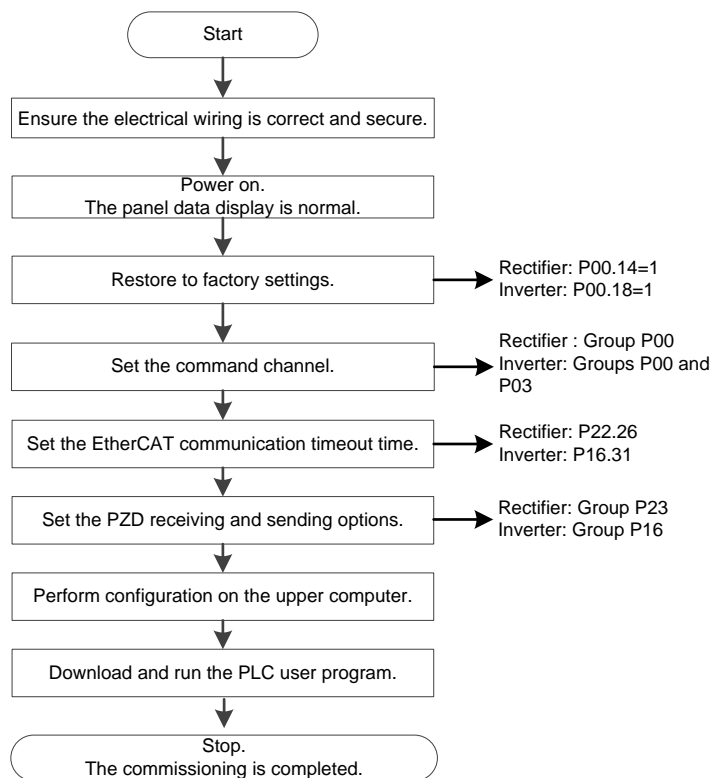 Start
Ensure the electrical wiring is correct and secure.
Power on.
The panel data display is normal.
Restore to factory settings.
Rectifier: P00.14=1
Inverter: P00.18=1
Set the command channel.
Rectifier : Group P00
Inverter: Groups P00 and
P03
Set the EtherCAT communication timeout time.
Rectifier: P22.26
Inverter: P16.31
Set the PZD receiving and sending options.
Rectifier: Group P23
Inverter: Group P16
Perform configuration on the upper computer.
Download and run the PLC user program.
Stop.
The commissioning is completed.